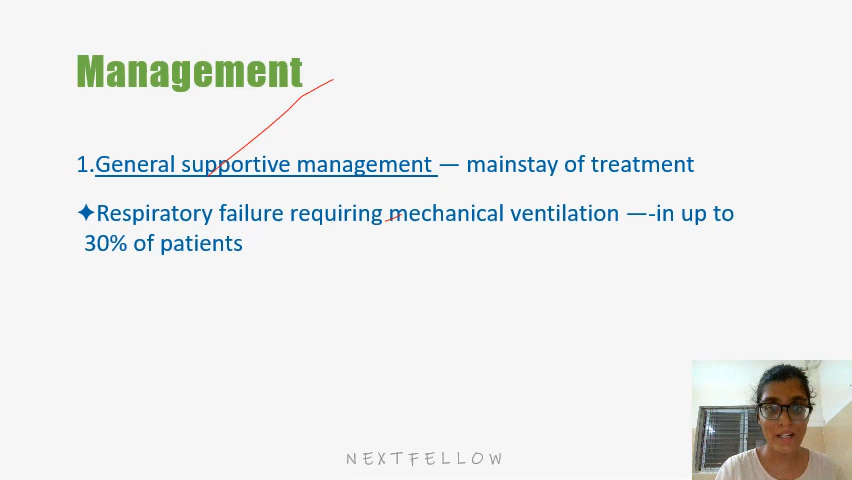 Management
1.General supportive management — mainstay of treatment
✦Respiratory failure requiring mechanical ventilation —-in up to
30% of patients
NEXTFELLOW